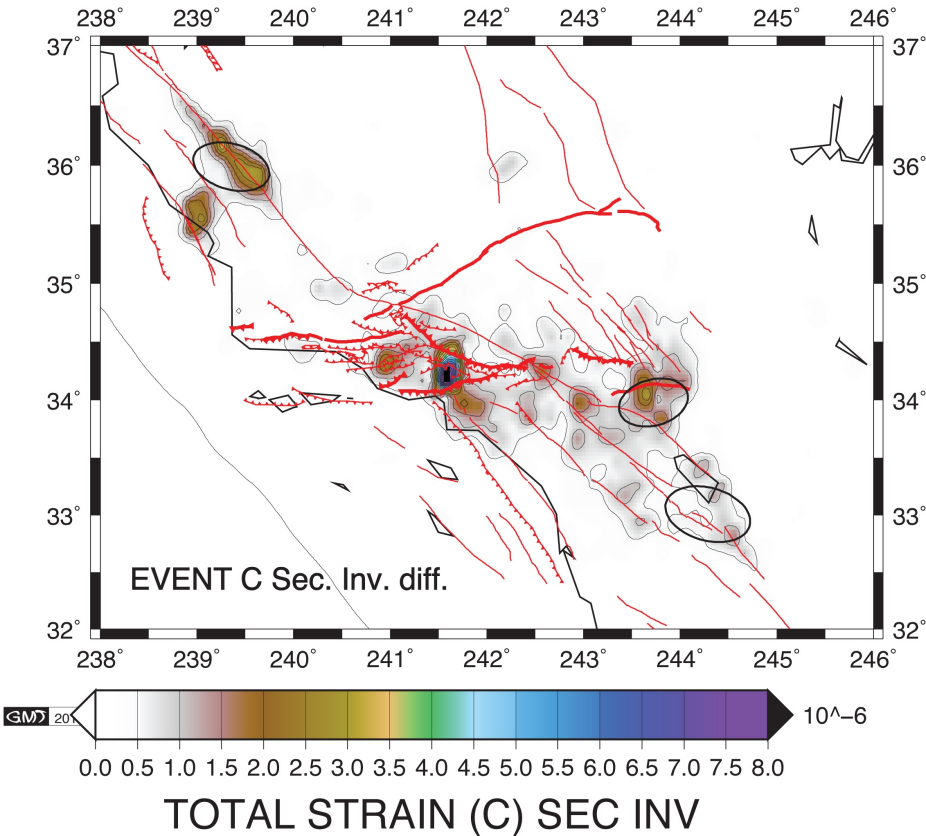 238˚ 239˚ 240˚ 241˚ 242˚ 243˚ 244˚ 245˚ 246˚
37˚ 37˚
36˚ 36˚
35˚ 35˚
34˚ 34˚
33˚ 33˚
EVENT C Sec. Inv. diff.
32˚ 32˚
238˚ 239˚ 240˚ 241˚ 242˚ 243˚ 244˚ 245˚ 246˚
GMT 201 10^−6
0.0 0.5 1.0 1.5 2.0 2.5 3.0 3.5 4.0 4.5 5.0 5.5 6.0 6.5 7.0 7.5 8.0
TOTAL STRAIN (C) SEC INV